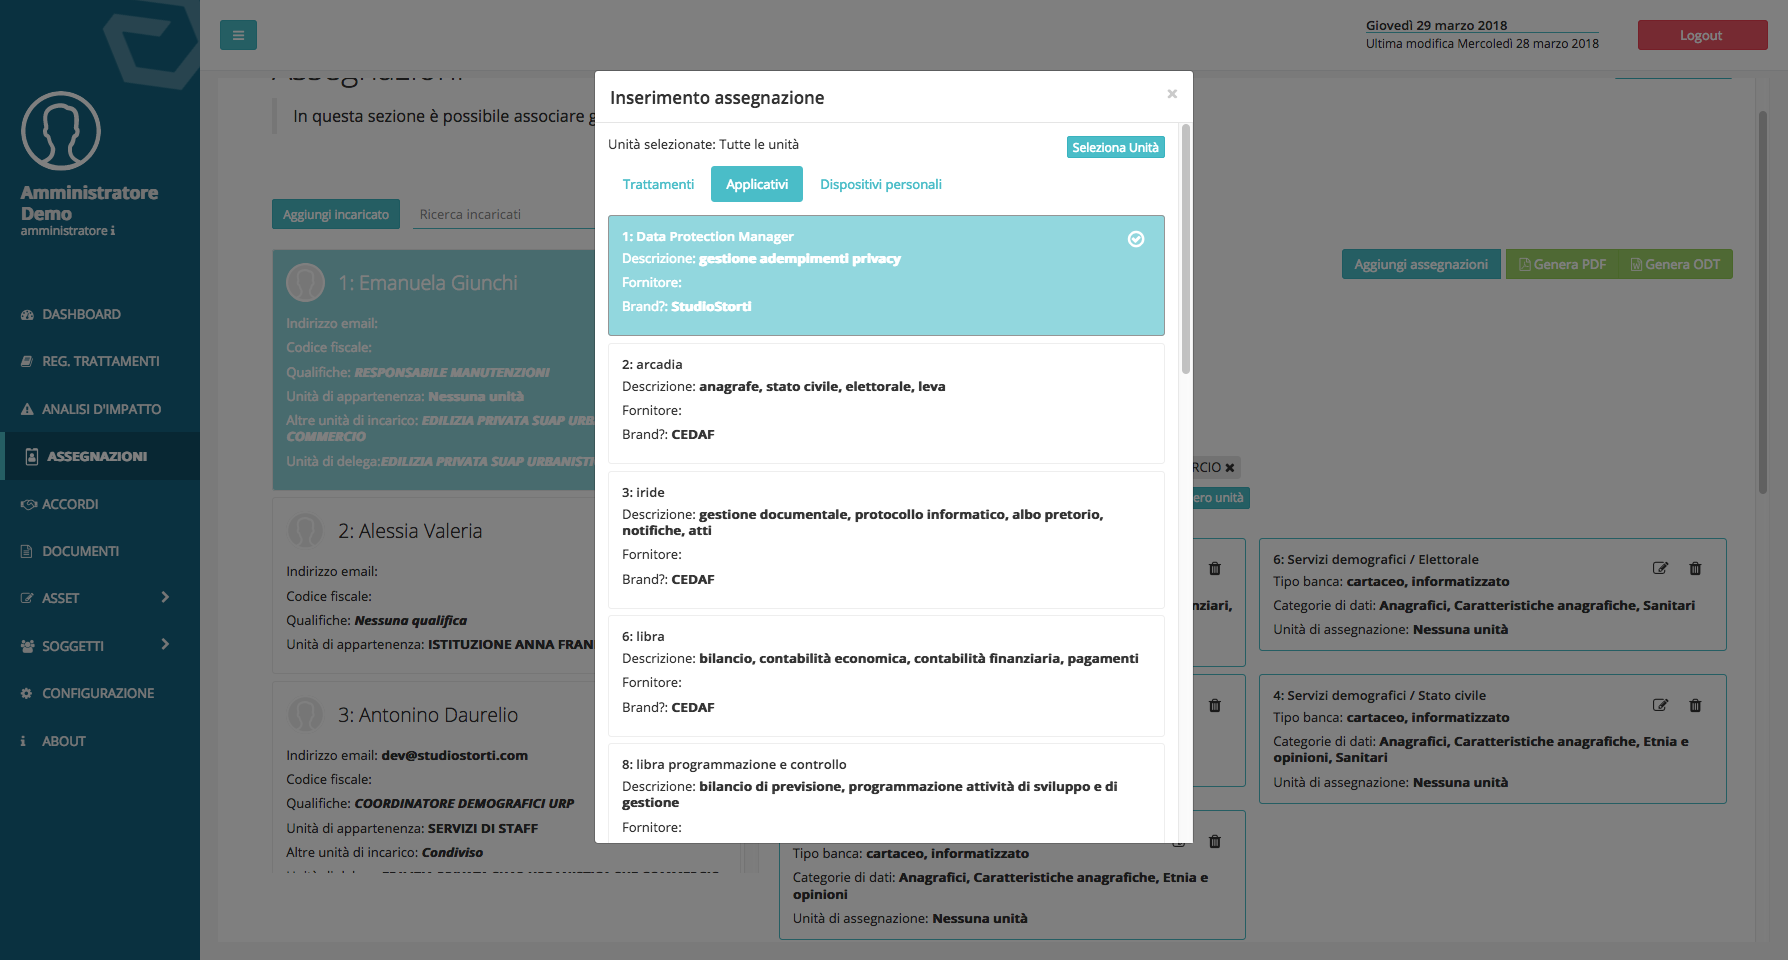 Amministratore
Demo
amministratore i
DASHBOARD
REG. TRATTAMENTI
ANALISI D'IMPATTO
ASSEGNAZIONI
ACCORDI
DOCUMENTI
ASSET
SOGGETTI
CONFIGURAZIONE
ABOUT
Giovedì 29 marzo 2018
Ultima modifica Mercoledì 28 marzo 2018
Logout
Assegnazioni
In questa sezione è possibile associare
Aggiungi incaricato
Ricerca incaricati
1: Emanuela Giunchi
Indirizzo email:
Codice fiscale:
Qualifiche: RESPONSABILE MANUTENZIONI
Unità di appartenenza: Nessuna unità
Altre unità di incarico: EDILIZIA PRIVATA SUAP
COMMERCIO
Unità di delega:EDILIZIA PRIVATA SUAP
2: Alessia Valeria
Indirizzo email:
Codice fiscale:
Qualifiche: Nessuna qualifica
Unità di appartenenza: ISTITUZIONE ANNA
3: Antonino Daurelio
Indirizzo email: dev@studiostorti.com
Codice fiscale:
Qualifiche: COORDINATORE DEMOGRAFICI URP
Unità di appartenenza: SERVIZI DI STAFF
Altre unità di incarico: Condiviso
Inserimento assegnazione
×
Unità selezionate: Tutte le unità
Seleziona Unità
Trattamenti
Applicativi
Dispositivi personali
1: Data Protection Manager
Descrizione: gestione adempimenti privacy
Fornitore:
Brand?: StudioStorti
2: arcadia
Descrizione: anagrafe, stato civile, elettorale, leva
Fornitore:
Brand?: CEDAF
3: iride
Descrizione: gestione documentale, protocollo informatico, albo pretorio,
notifiche, atti
Fornitore:
Brand?: CEDAF
6: libra
Descrizione: bilancio, contabilità economica, contabilità finanziaria, pagamenti
Fornitore:
Brand?: CEDAF
8: libra programmazione e controllo
Descrizione: bilancio di previsione, programmazione attività di sviluppo e di
gestione
Fornitore:
Aggiungi assegnazioni
Genera PDF
Genera ODT
RCIO ✖
ero unità
nziari,
6: Servizi demografici / Elettorale
Tipo banca: cartaceo, informatizzato
Categorie di dati: Anagrafici, Caratteristiche anagrafiche, Sanitari
Unità di assegnazione: Nessuna unità
4: Servizi demografici / Stato civile
Tipo banca: cartaceo, informatizzato
Categorie di dati: Anagrafici, Caratteristiche anagrafiche, Etnia e
opinioni, Sanitari
Unità di assegnazione: Nessuna unità
Tipo banca: cartaceo, informatizzato
Categorie di dati: Anagrafici, Caratteristiche anagrafiche, Etnia e
opinioni
Unità di assegnazione: Nessuna unità